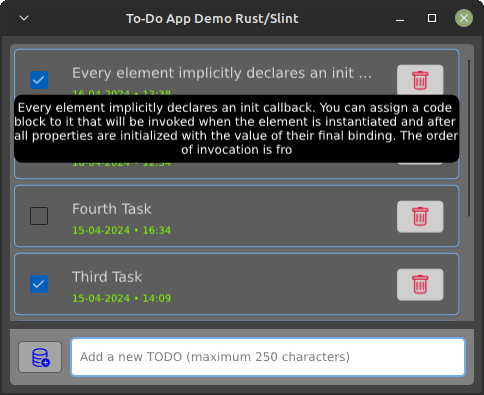 To-Do App Demo Rust/Slint
Every element implicitly declares an init ...
16-04-2024 • 12:38
Every element implicitly declares an init callback. You can assign a code
block to it that will be invoked when the element is instantiated and after
all properties are initialized with the value of their final binding. The order
of invocation is fro
16-04-2024 • 12:34
Fourth Task
15-04-2024 • 16:34
Third Task
15-04-2024 • 14:09
Add a new TODO (maximum 250 characters)